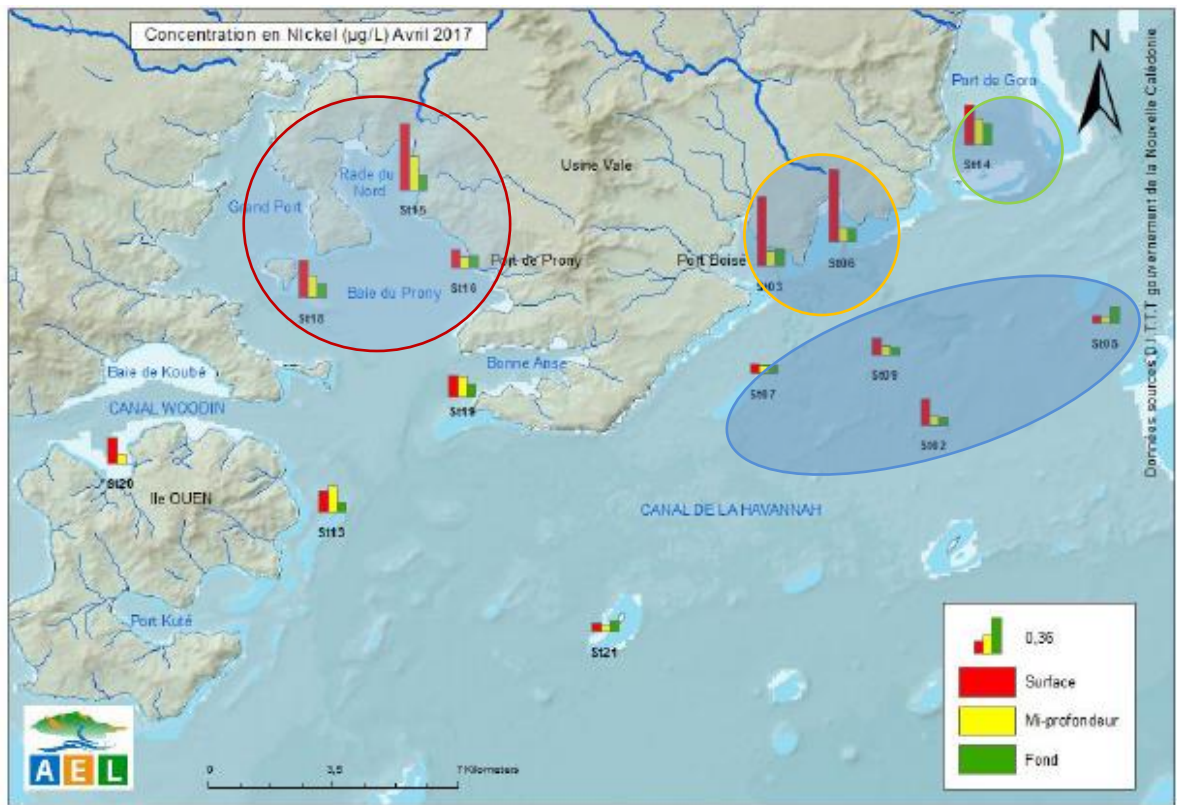 Concentration en Nickel (µg/L) Avril 2017
N
Port de Goro
St14
Usine Vale
Rade du
Nord
St15
Grand Port
St16
Port de Prony
Port Boisé
St03
St06
Baie du Prony
St18
St05
Baie de Koubé
Bonne Anse
St09
St07
CANAL WOODIN
St19
St02
St20
Ile OUEN
St13
CANAL DE LA HAVANNAH
Port Kuté
St21
0,36
Surface
Mi-profondeur
Fond
AEL
0 3,5 7 Kilometers
Données sources D.I.T.T.T gouvernement de la Nouvelle Calédonie